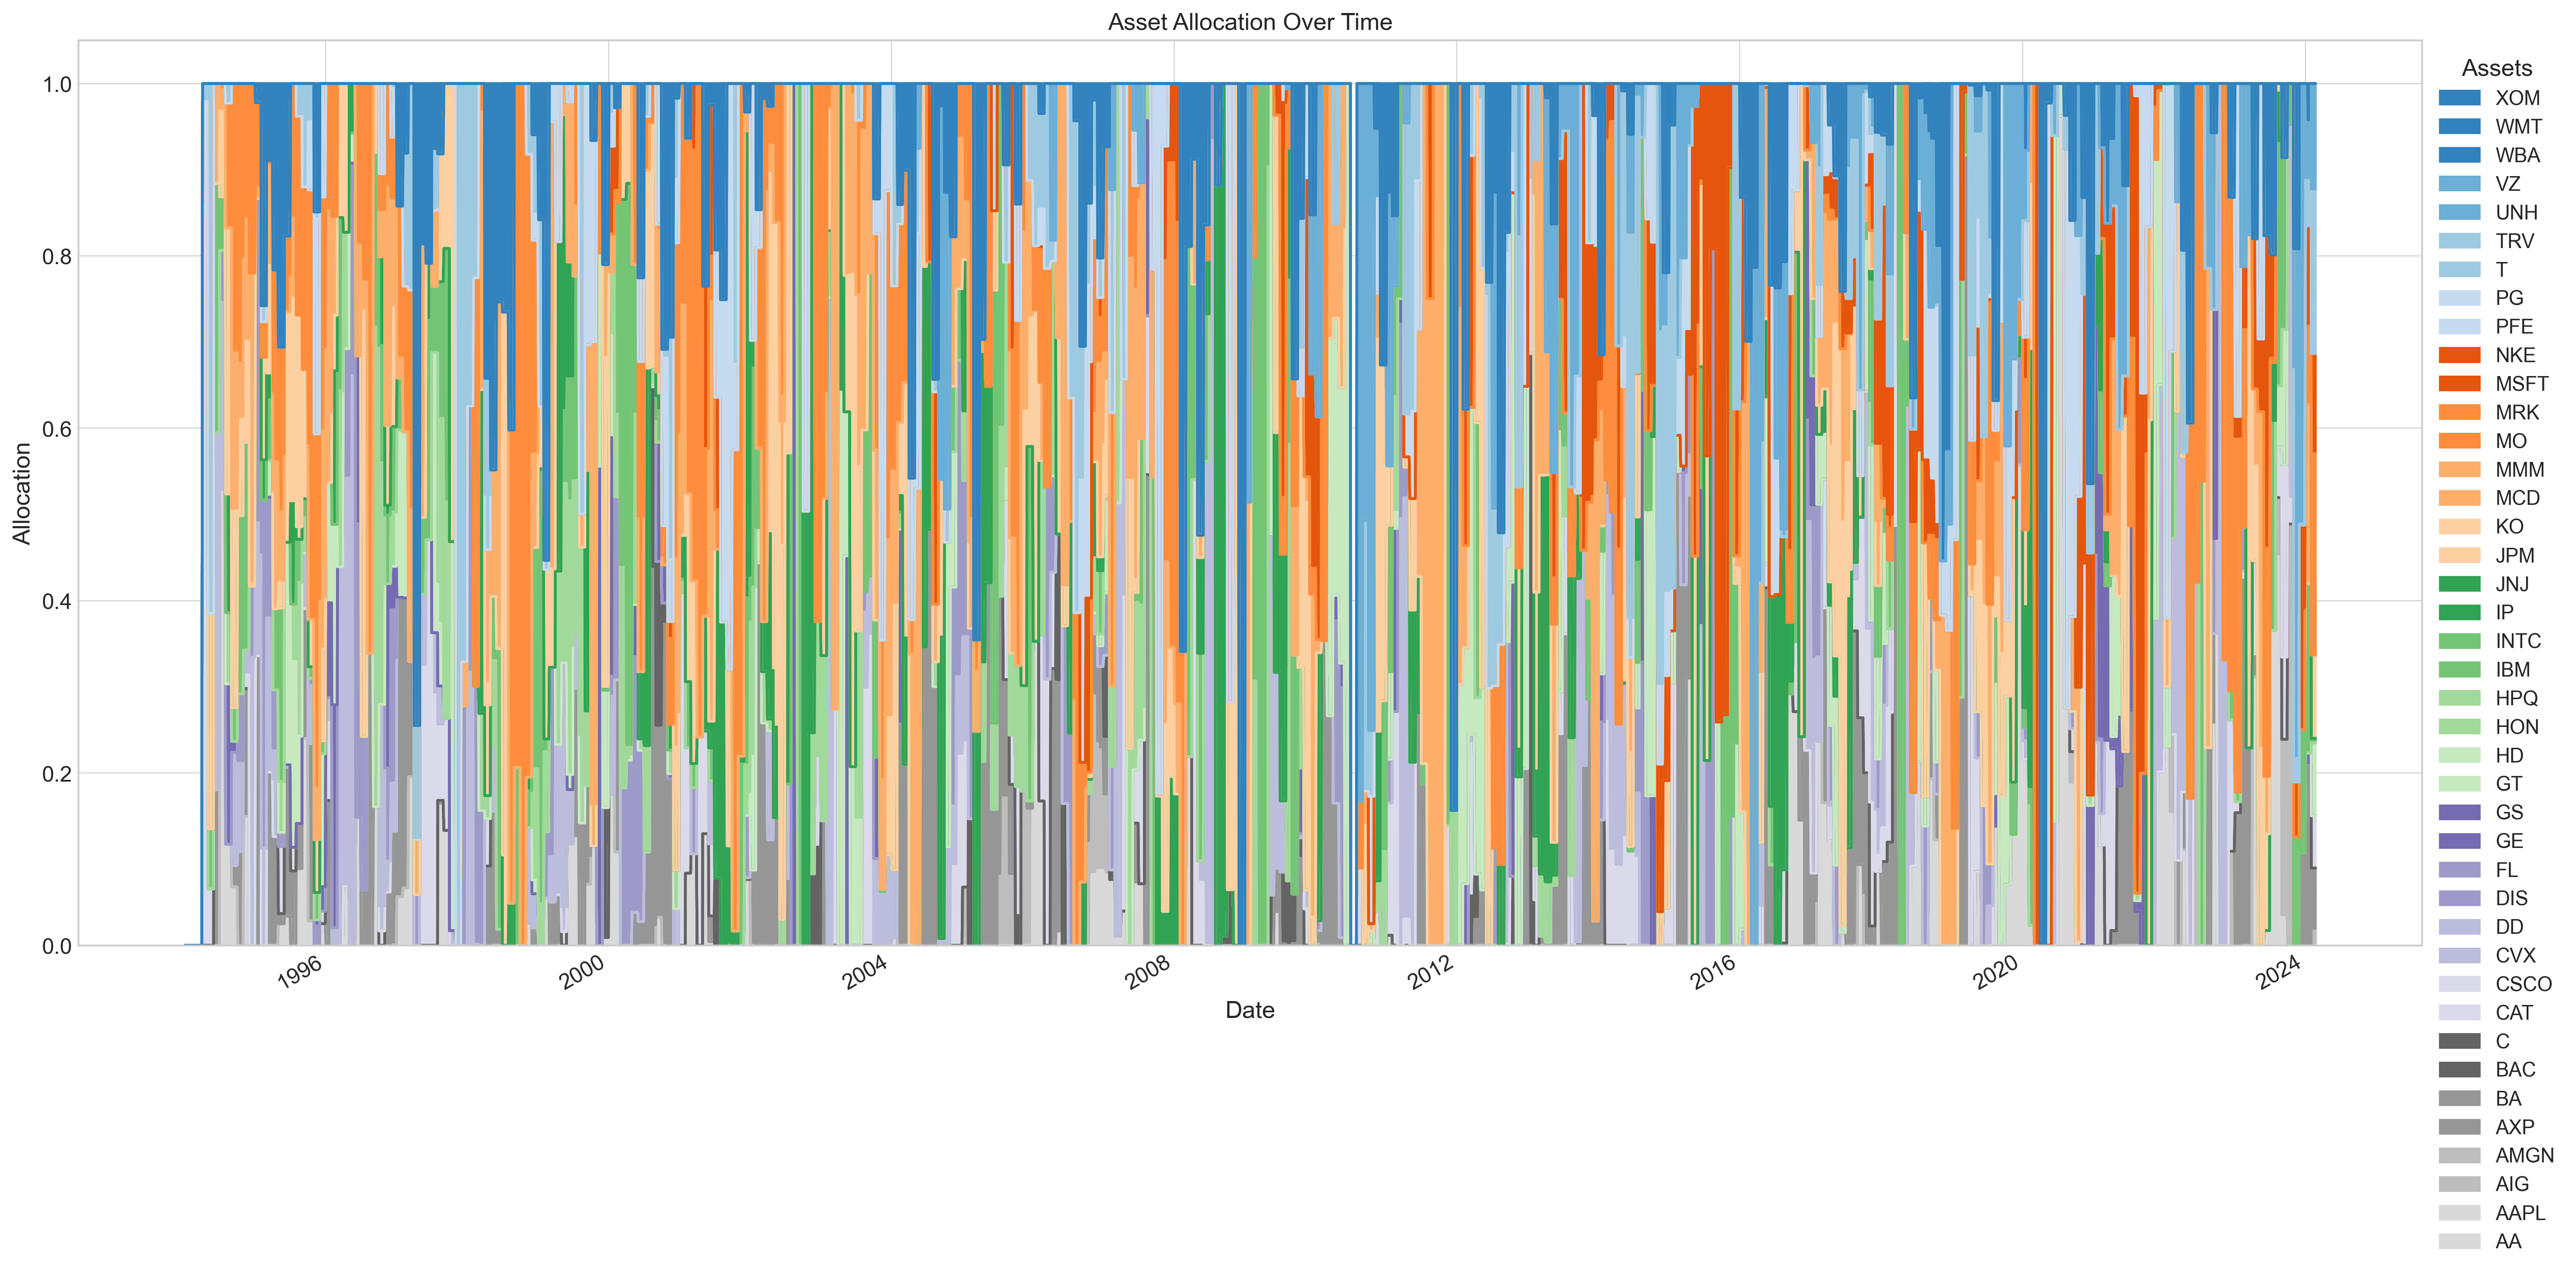 Asset Allocation Over Time
Allocation
1.0
0.8
0.6
0.4
0.2
0.0
1996
2000
2004
2008
2012
2016
2020
2024
Date
Assets
XOM
WMT
WBA
VZ
UNH
TRV
T
PG
PFE
NKE
MSFT
MRK
MO
MMM
MCD
KO
JPM
JNJ
IP
INTC
IBM
HPQ
HON
HD
GT
GS
GE
FL
DIS
DD
CVX
CSCO
CAT
C
BAC
BA
AXP
AMGN
AIG
AAPL
AA